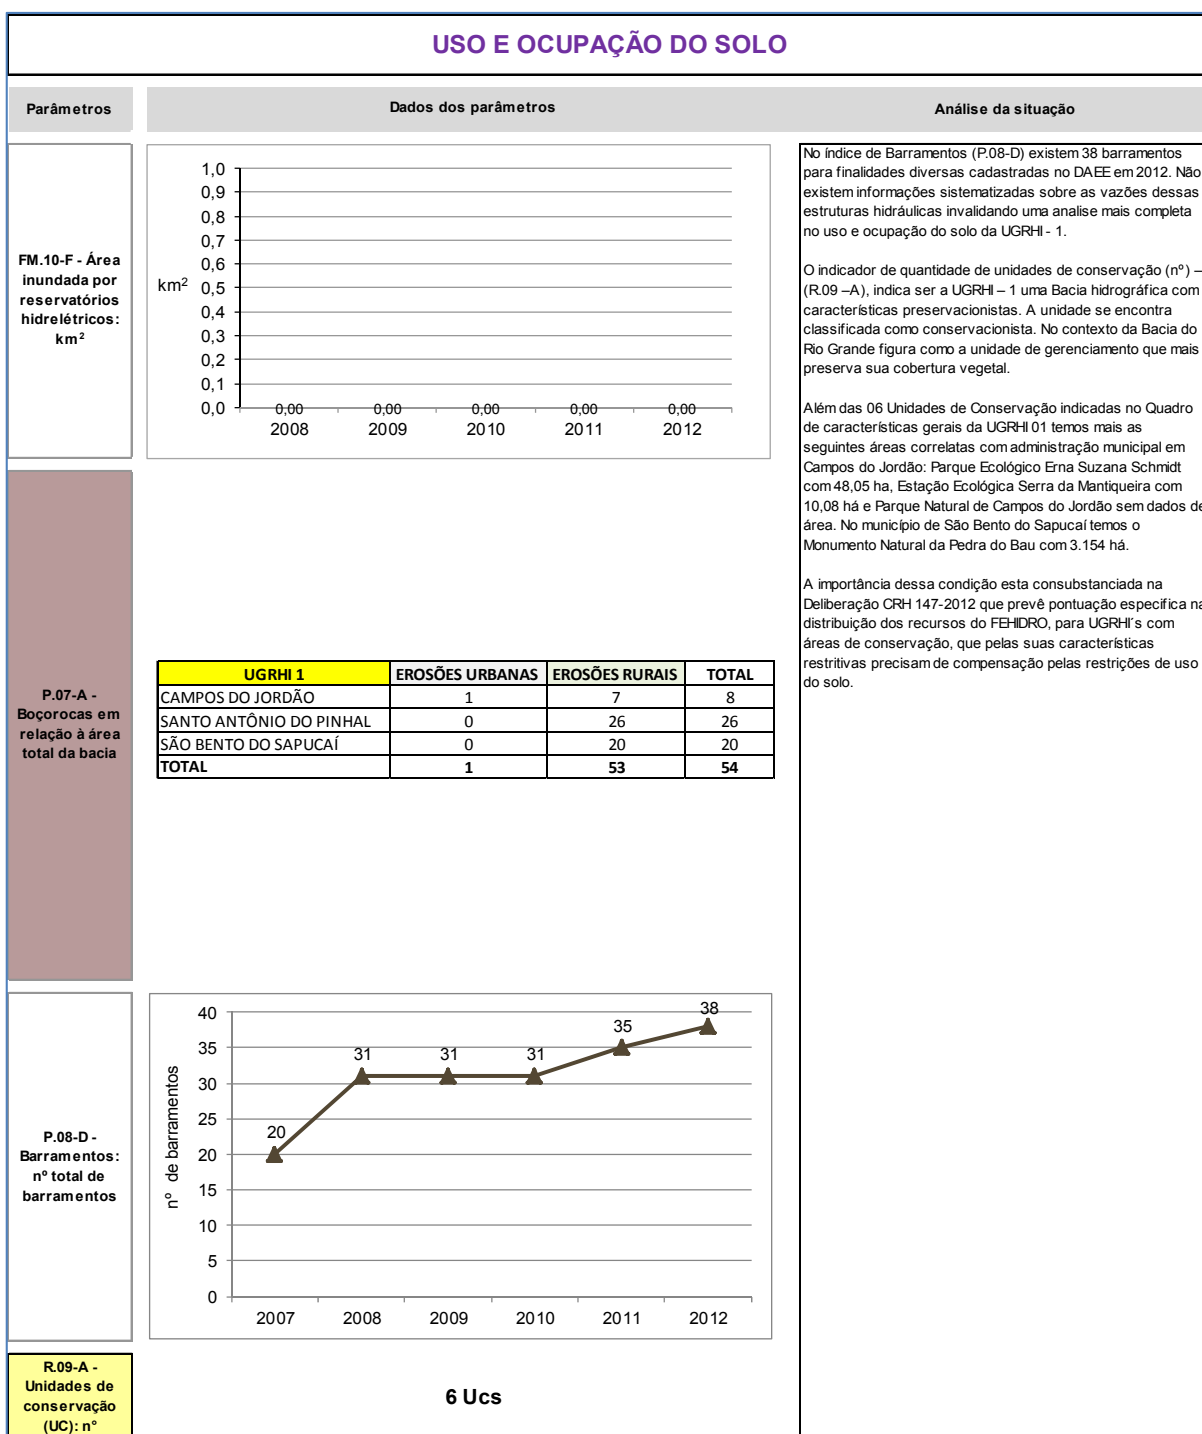 USO E OCUPAÇÃO DO SOLO
Parâmetros
Dados dos parâmetros
Análise da situação
FM.10-F - Área
inundada por
reservatórios
hidrelétricos:
km²
1,0
0,9
0,8
0,7
0,6
0,5
0,4
0,3
0,2
0,1
0,0
km²
0,00 0,00 0,00 0,00 0,00
2008 2009 2010 2011 2012
P.07-A -
Boçorocas em
relação à área
total da bacia
UGRHI 1 EROSÕES URBANAS EROSÕES RURAIS TOTAL
CAMPOS DO JORDÃO 1 7 8
SANTO ANTÔNIO DO PINHAL 0 26 26
SÃO BENTO DO SAPUCAÍ 0 20 20
TOTAL 1 53 54
P.08-D -
Barramentos:
nº total de
barramentos
nº de barramentos
40
35
30
25
20
15
10
5
0
20 31 31 31 35 38
2007 2008 2009 2010 2011 2012
R.09-A -
Unidades de
conservação
(UC): n°
6 Ucs
No índice de Barramentos (P.08-D) existem 38 barramentos
para finalidades diversas cadastradas no DAEE em 2012. Não
existem informações sistematizadas sobre as vazões dessas
estruturas hidráulicas invalidando uma analise mais completa
no uso e ocupação do solo da UGRHI - 1.
O indicador de quantidade de unidades de conservação (nº) –
(R.09 –A), indica ser a UGRHI – 1 uma Bacia hidrográfica com
características preservacionistas. A unidade se encontra
classificada como conservacionista. No contexto da Bacia do
Rio Grande figura como a unidade de gerenciamento que mais
preserva sua cobertura vegetal.
Além das 06 Unidades de Conservação indicadas no Quadro
de características gerais da UGRHI 01 temos mais as
seguintes áreas correlatas com administração municipal em
Campos do Jordão: Parque Ecológico Erna Suzana Schmidt
com 48,05 ha, Estação Ecológica Serra da Mantiqueira com
10,08 há e Parque Natural de Campos do Jordão sem dados de
área. No município de São Bento do Sapucaí temos o
Monumento Natural da Pedra do Bau com 3.154 há.
A importância dessa condição esta consubstanciada na
Deliberação CRH 147-2012 que prevê pontuação especifica na
distribuição dos recursos do FEHIDRO, para UGRHI´s com
áreas de conservação, que pelas suas características
restritivas precisam de compensação pelas restrições de uso
do solo.